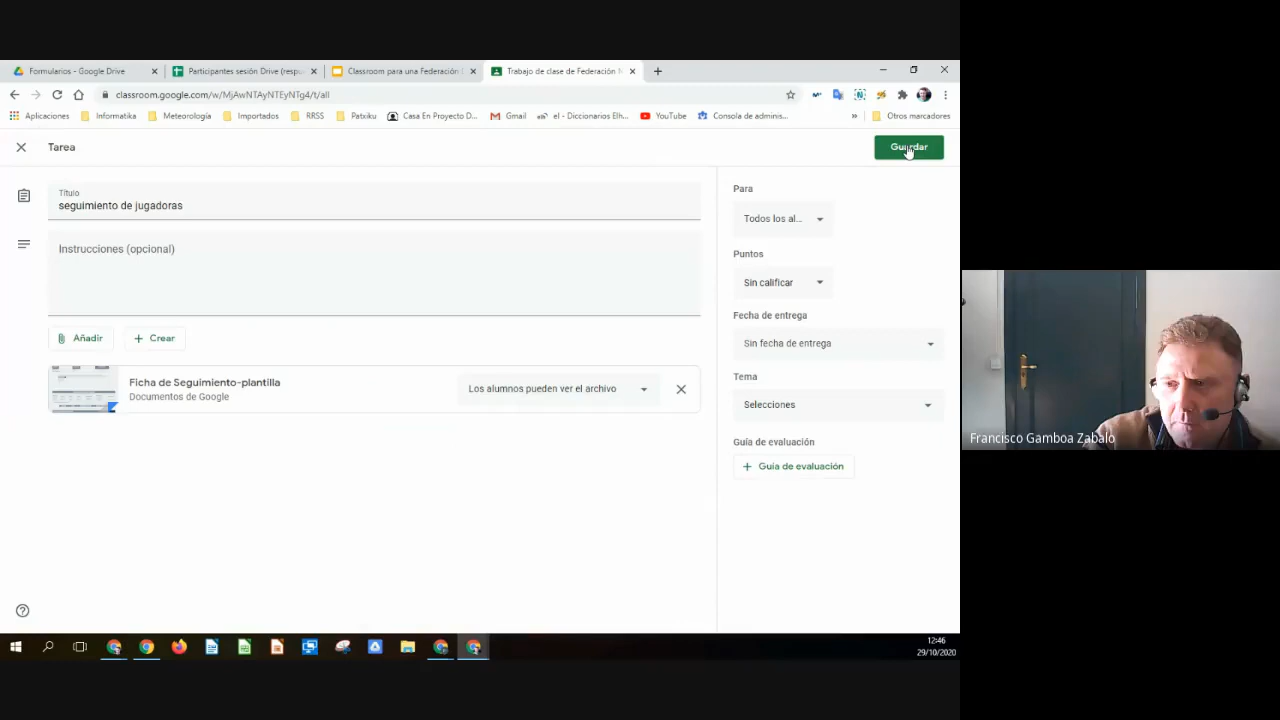 Formularios - Google Drive
Participantes sesión Drive (respu
Classroom para una Federación
Trabajo de clase de Federación
classroom.google.com/w/MjAwNTAyNTEyNTg4/t/all
Aplicaciones
Informatika
Meteorología
Importados
RRSS
Patxiku
Casa En Proyecto D...
Gmail
el - Diccionarios Elh...
YouTube
Consola de adminis...
»
Otros marcadores
Tarea
Guardar
Título
seguimiento de jugadoras
Instrucciones (opcional)
Añadir
+ Crear
Ficha de Seguimiento-plantilla
Documentos de Google
Los alumnos pueden ver el archivo
Para
Todos los al...
Puntos
Sin calificar
Fecha de entrega
Sin fecha de entrega
Tema
Selecciones
Guía de evaluación
+ Guía de evaluación
Francisco Gamboa Zabalo
12:46
29/10/2020